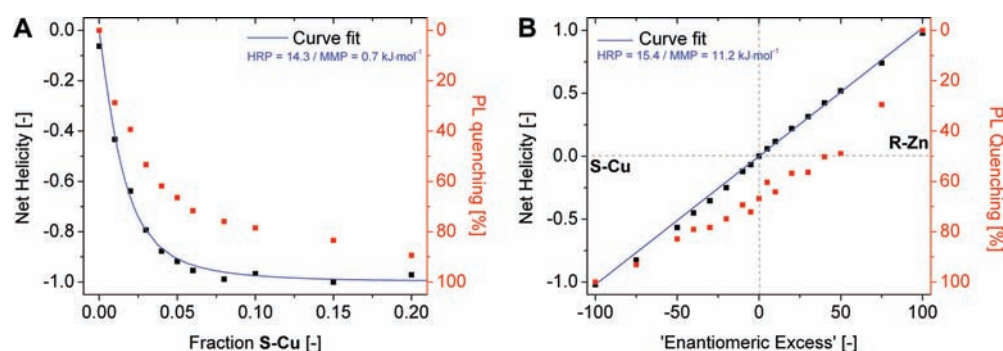 A
Curve fit
HRP = 14.3 / MMP = 0.7 kJ·mol⁻¹
Net Helicity [-]
0.0
-0.2
-0.4
-0.6
-0.8
-1.0
0.00 0.05 0.10 0.15 0.20
Fraction S-Cu [-]
0
20
40
60
80
100
PL quenching [%]
B
Curve fit
HRP = 15.4 / MMP = 11.2 kJ·mol⁻¹
Net Helicity [-]
1.0
0.5
0.0
-0.5
-1.0
S-Cu
R-Zn
-100 -50 0 50 100
'Enantiomeric Excess' [-]
0
20
40
60
80
100
PL Quenching [%]